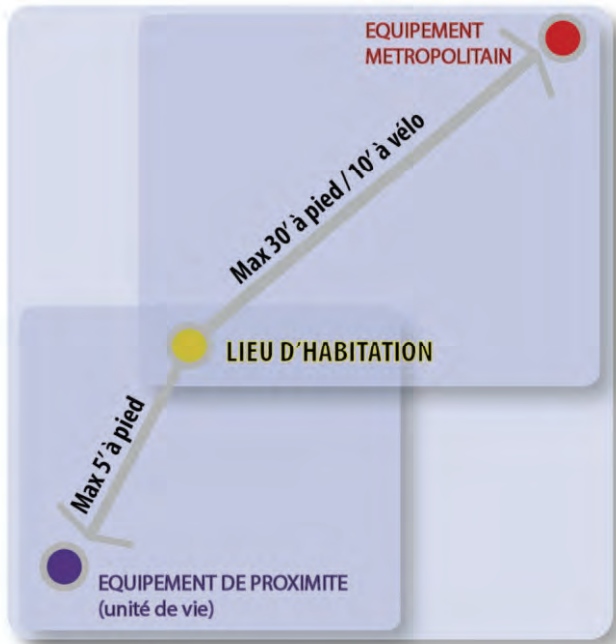 EQUIPEMENT
METROPOLITAIN
Max 30' à pied / 10' à vélo
LIEU D'HABITATION
Max 5' à pied
EQUIPEMENT DE PROXIMITE
(unité de vie)